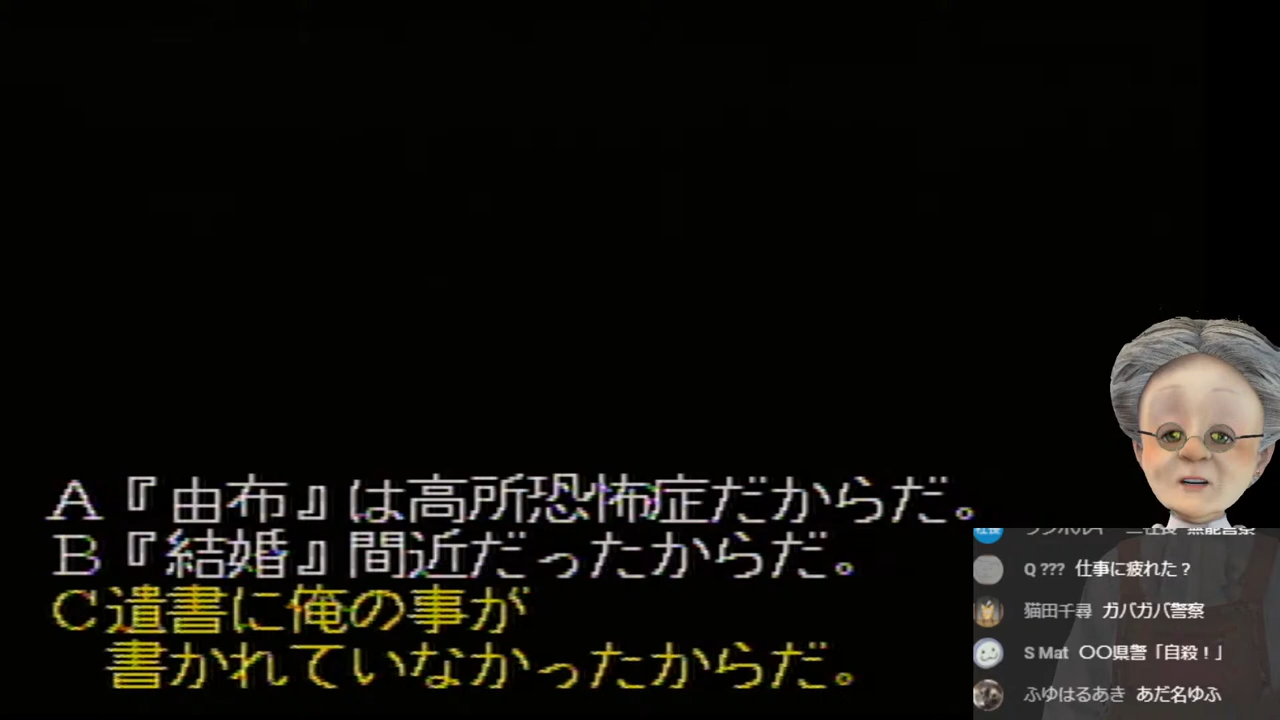 A『由布』は高所恐怖症だからだ。
B『結婚』間近だったからだ。
C遺書に俺の事が
書かれていなかったからだ。
Q ??? 仕事に疲れた？
猫田千尋 ガバガバ警察
S Mat 〇〇県警「自殺！」
ふゆはるあき あだ名ゆふ